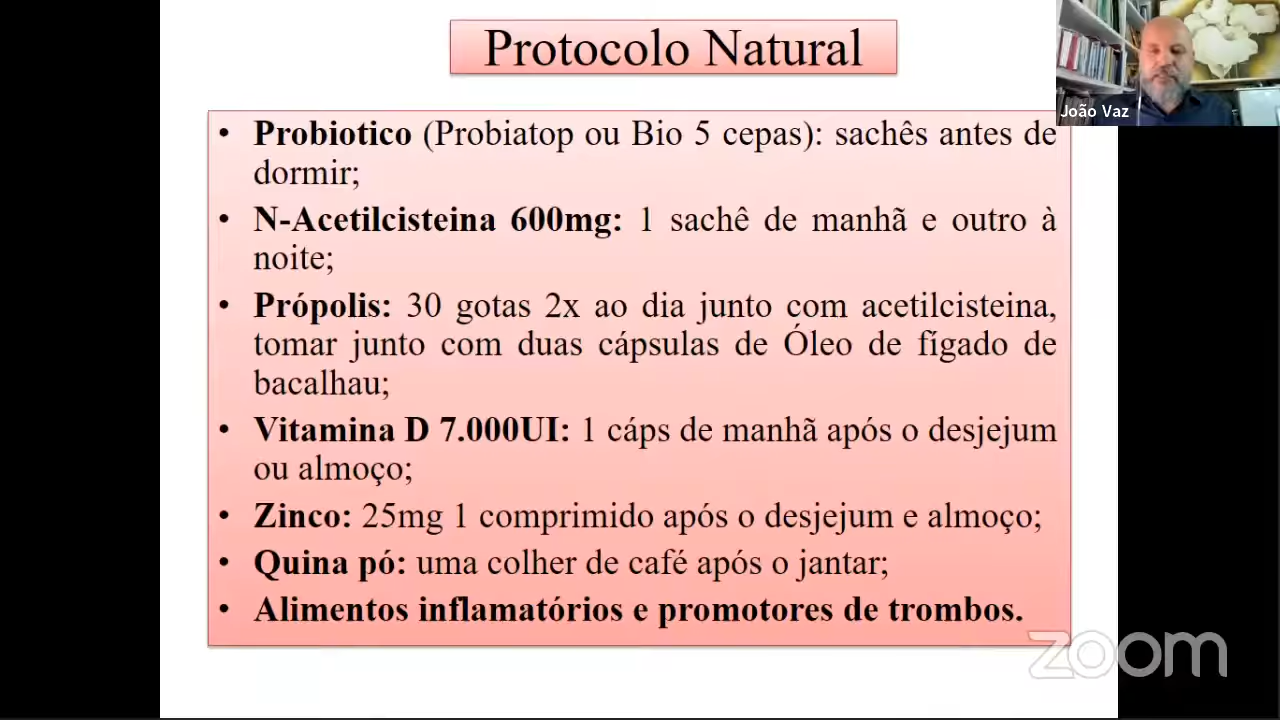 Protocolo Natural
João Vaz
• Probiotico (Probiatop ou Bio 5 cepas): sachês antes de
dormir;
• N-Acetilcisteina 600mg: 1 sachê de manhã e outro à
noite;
• Própolis: 30 gotas 2x ao dia junto com acetilcisteina,
tomar junto com duas cápsulas de Óleo de fígado de
bacalhau;
• Vitamina D 7.000UI: 1 cáps de manhã após o desjejum
ou almoço;
• Zinco: 25mg 1 comprimido após o desjejum e almoço;
• Quina pó: uma colher de café após o jantar;
• Alimentos inflamatórios e promotores de trombos.
zoom